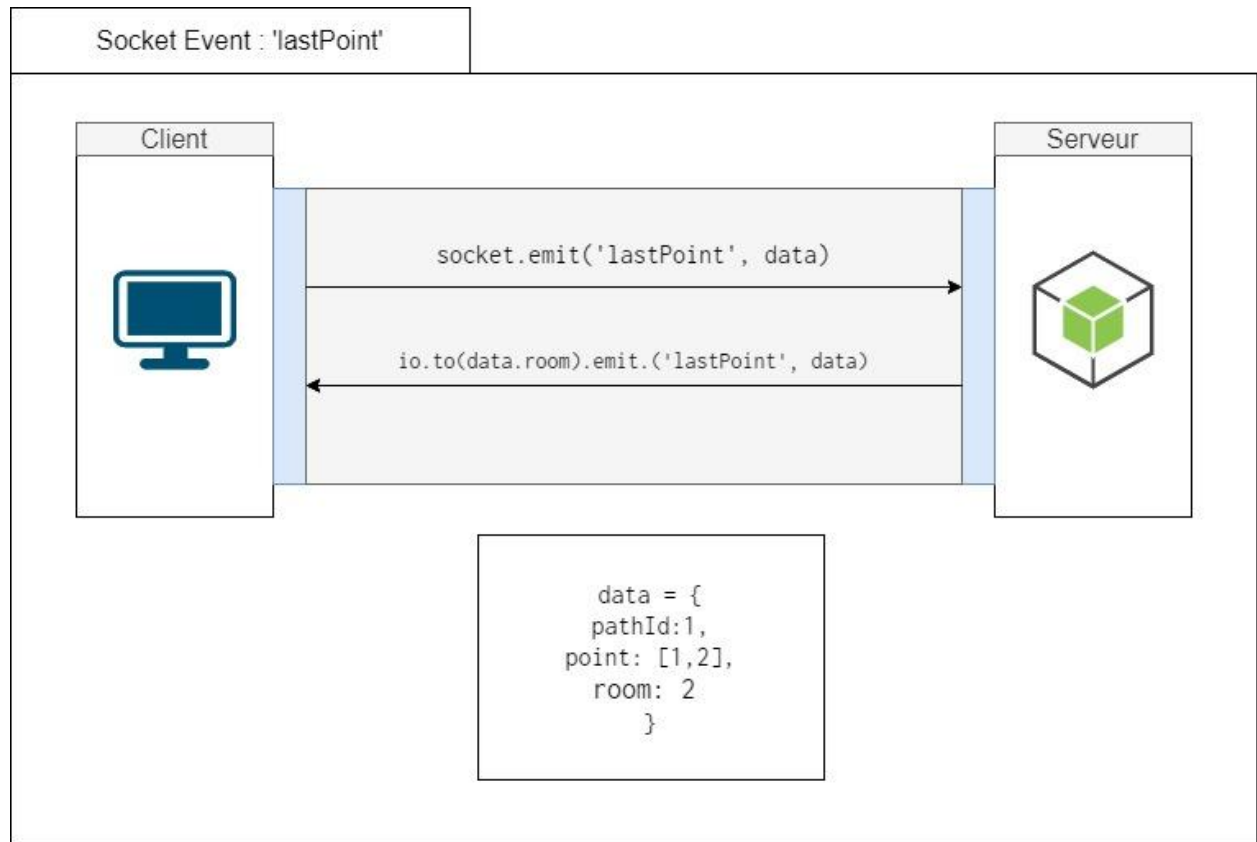 Socket Event : 'lastPoint'
Client
Serveur
socket.emit('lastPoint', data)
io.to(data.room).emit.('lastPoint', data)
data = {
pathId:1,
point: [1,2],
room: 2
}